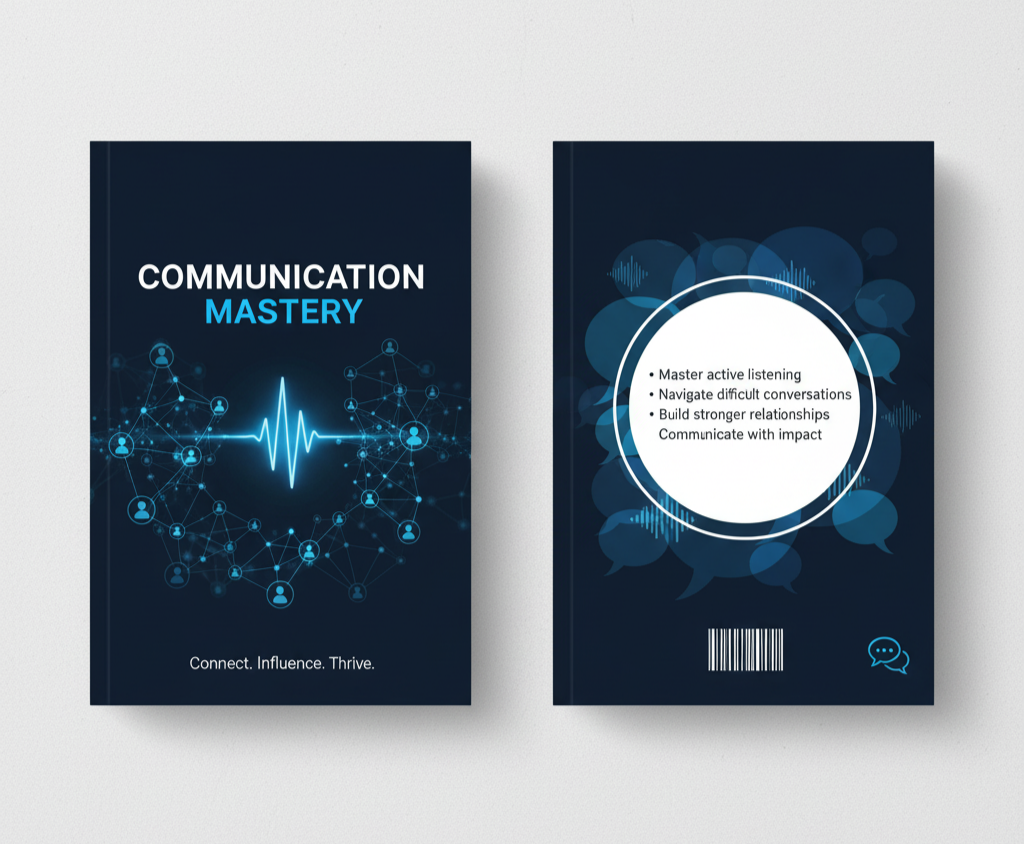 COMMUNICATION
MASTERY
Connect. Influence. Thrive.
• Master active listening
• Navigate difficult conversations
• Build stronger relationships
Communicate with impact